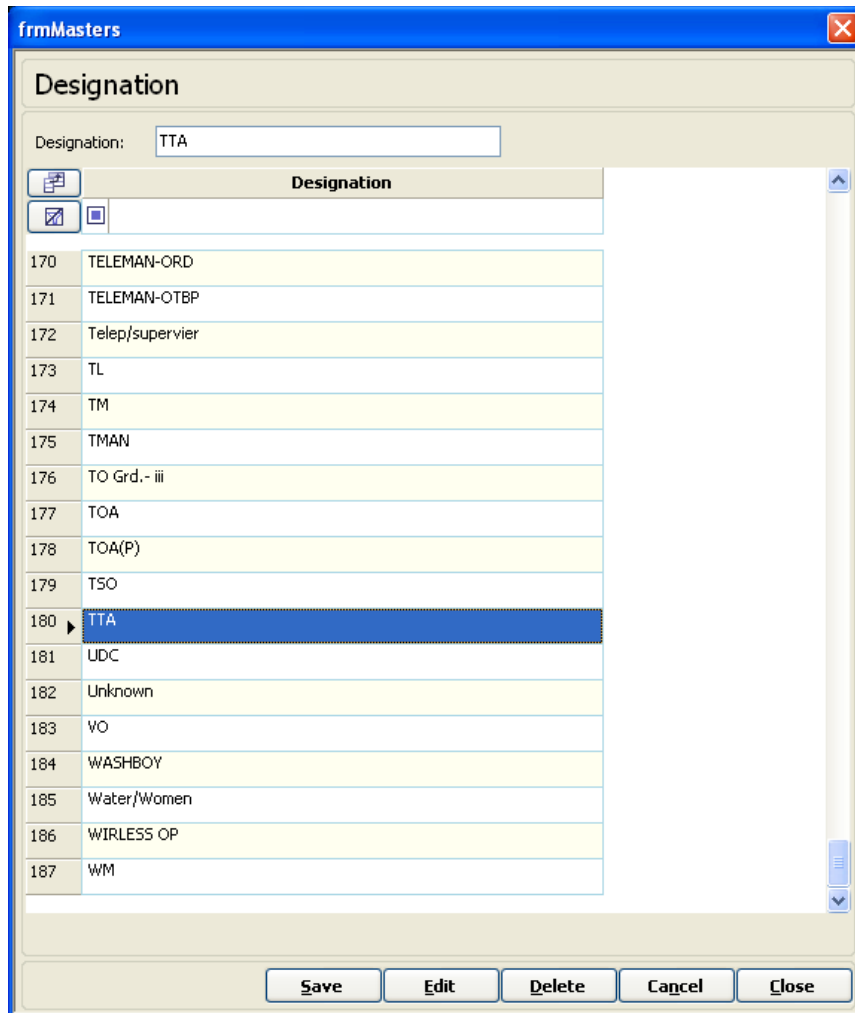 frmMasters
Designation
Designation: TTA
Designation
170 TELEMAN-ORD
171 TELEMAN-OTBP
172 Telep/supervier
173 TL
174 TM
175 TMAN
176 TO Grd.- iii
177 TOA
178 TOA(P)
179 TSO
180 TTA
181 UDC
182 Unknown
183 VO
184 WASHBOY
185 Water/Women
186 WIRLESS OP
187 WM
Save Edit Delete Cancel Close